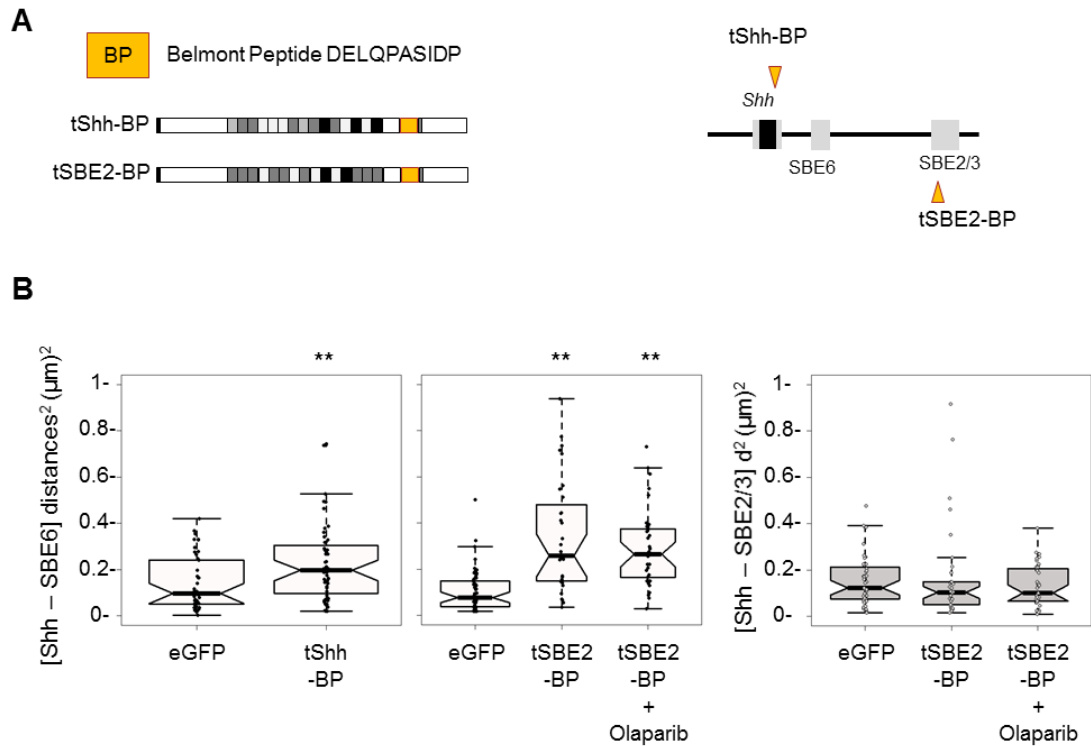 A
BP
Belmont Peptide DELQPASIDP
tShh-BP
tSBE2-BP
tShh-BP
Shh
SBE6
SBE2/3
tSBE2-BP
B
[Shh – SBE6] distances² (µm)²
1-
0.8-
0.6-
0.4-
0.2-
0-
**
eGFP
tShh
-BP
**
**
eGFP
tSBE2
-BP
tSBE2
-BP
+
Olaparib
[Shh – SBE2/3] d² (µm)²
1-
0.8-
0.6-
0.4-
0.2-
0-
eGFP
tSBE2
-BP
tSBE2
-BP
+
Olaparib